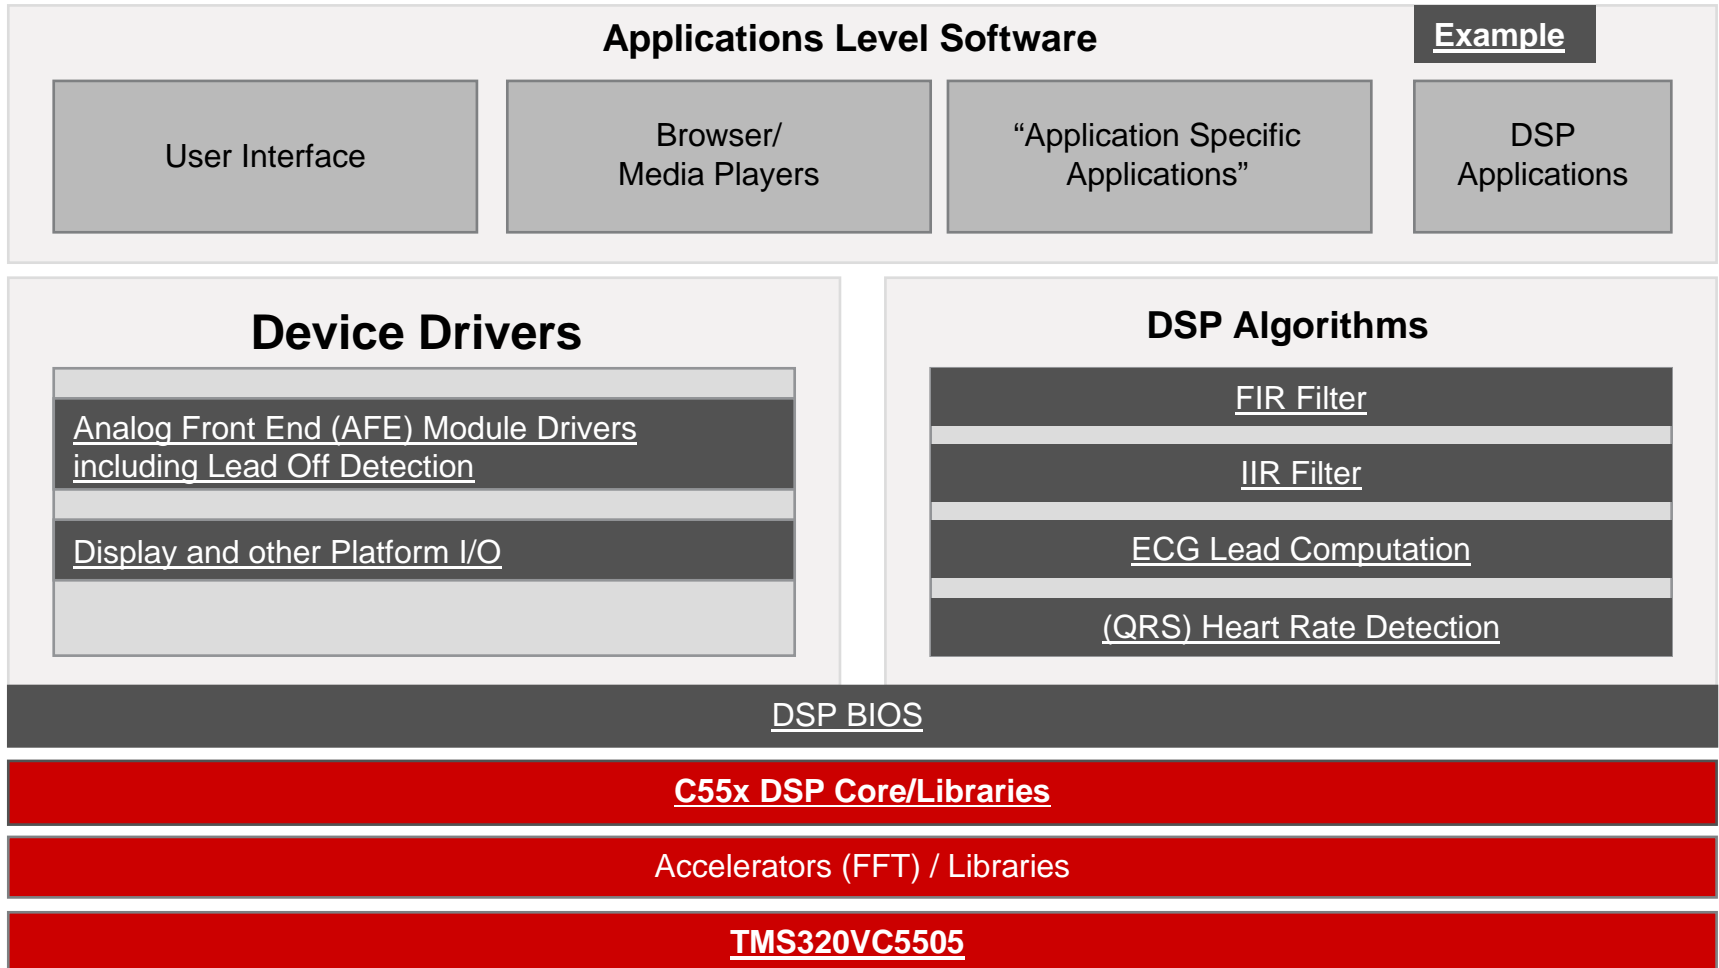 Applications Level Software
Example
User Interface
Browser/
Media Players
“Application Specific
Applications”
DSP
Applications
Device Drivers
Analog Front End (AFE) Module Drivers
including Lead Off Detection
Display and other Platform I/O
DSP Algorithms
FIR Filter
IIR Filter
ECG Lead Computation
(QRS) Heart Rate Detection
DSP BIOS
C55x DSP Core/Libraries
Accelerators (FFT) / Libraries
TMS320VC5505